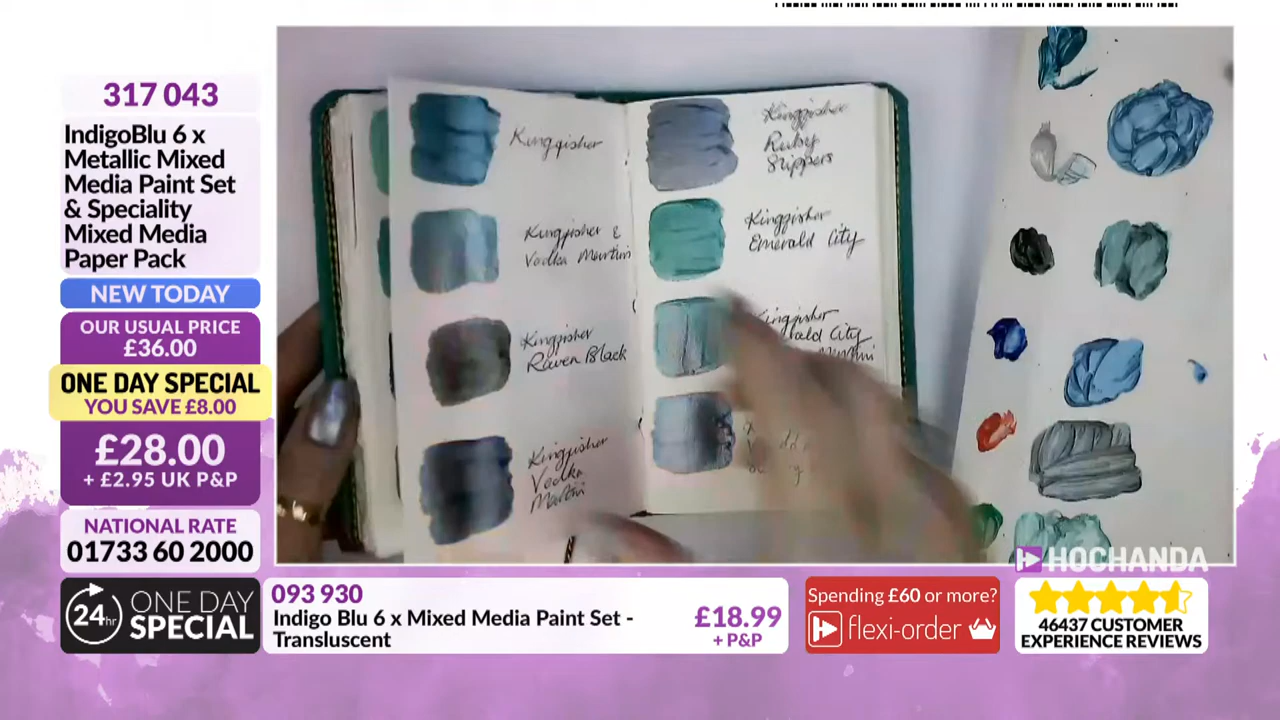 317 043
IndigoBlu 6 x
Metallic Mixed
Media Paint Set
& Speciality
Mixed Media
Paper Pack
NEW TODAY
OUR USUAL PRICE
£36.00
ONE DAY SPECIAL
YOU SAVE £8.00
£28.00
+ £2.95 UK P&P
NATIONAL RATE
01733 60 2000
Kingfisher
Kingfisher &
Vodka Martini
Kingfisher
Raven Black
Kingfisher
Vodka
Martini
Kingfisher
Ruby
Slippers
Kingfisher
Emerald City
Kingfisher
City
HOCHANDA
24hr
ONE DAY
SPECIAL
093 930
Indigo Blu 6 x Mixed Media Paint Set -
Transluscent
£18.99
+ P&P
Spending £60 or more?
flexi-order
46437 CUSTOMER
EXPERIENCE REVIEWS